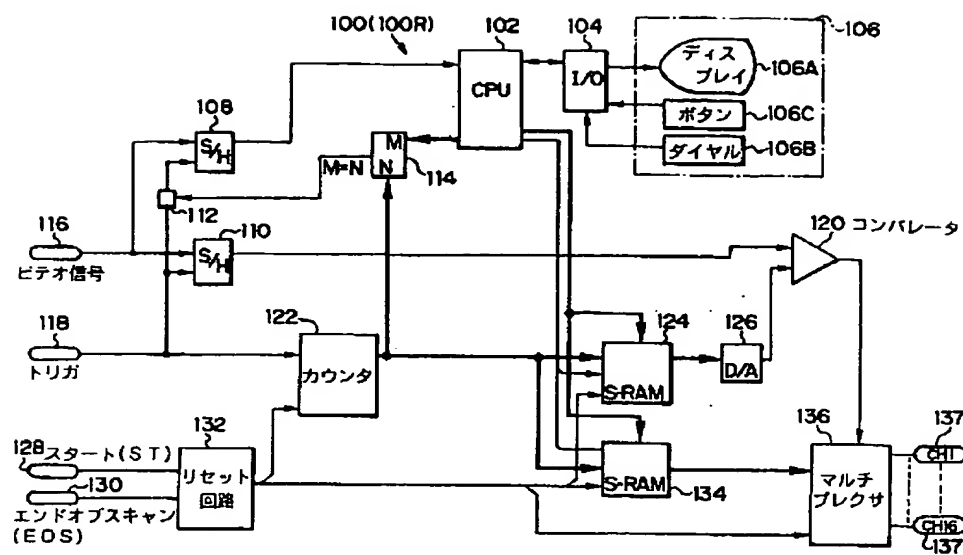 100(100R)
102
104
106
CPU
I/O
ディス
プレイ
106A
ボタン
106C
ダイヤル
106B
108
S/H
M
N
M=N
114
112
116
ビデオ信号
110
S/H
120 コンパレータ
118
トリガ
122
カウンタ
124
S-RAM
126
D/A
128 スタート(ST)
130
エンドオブスキャン
(EOS)
132
リセット
回路
S-RAM
134
136
マルチ
プレクサ
137
CH1
CH16
137